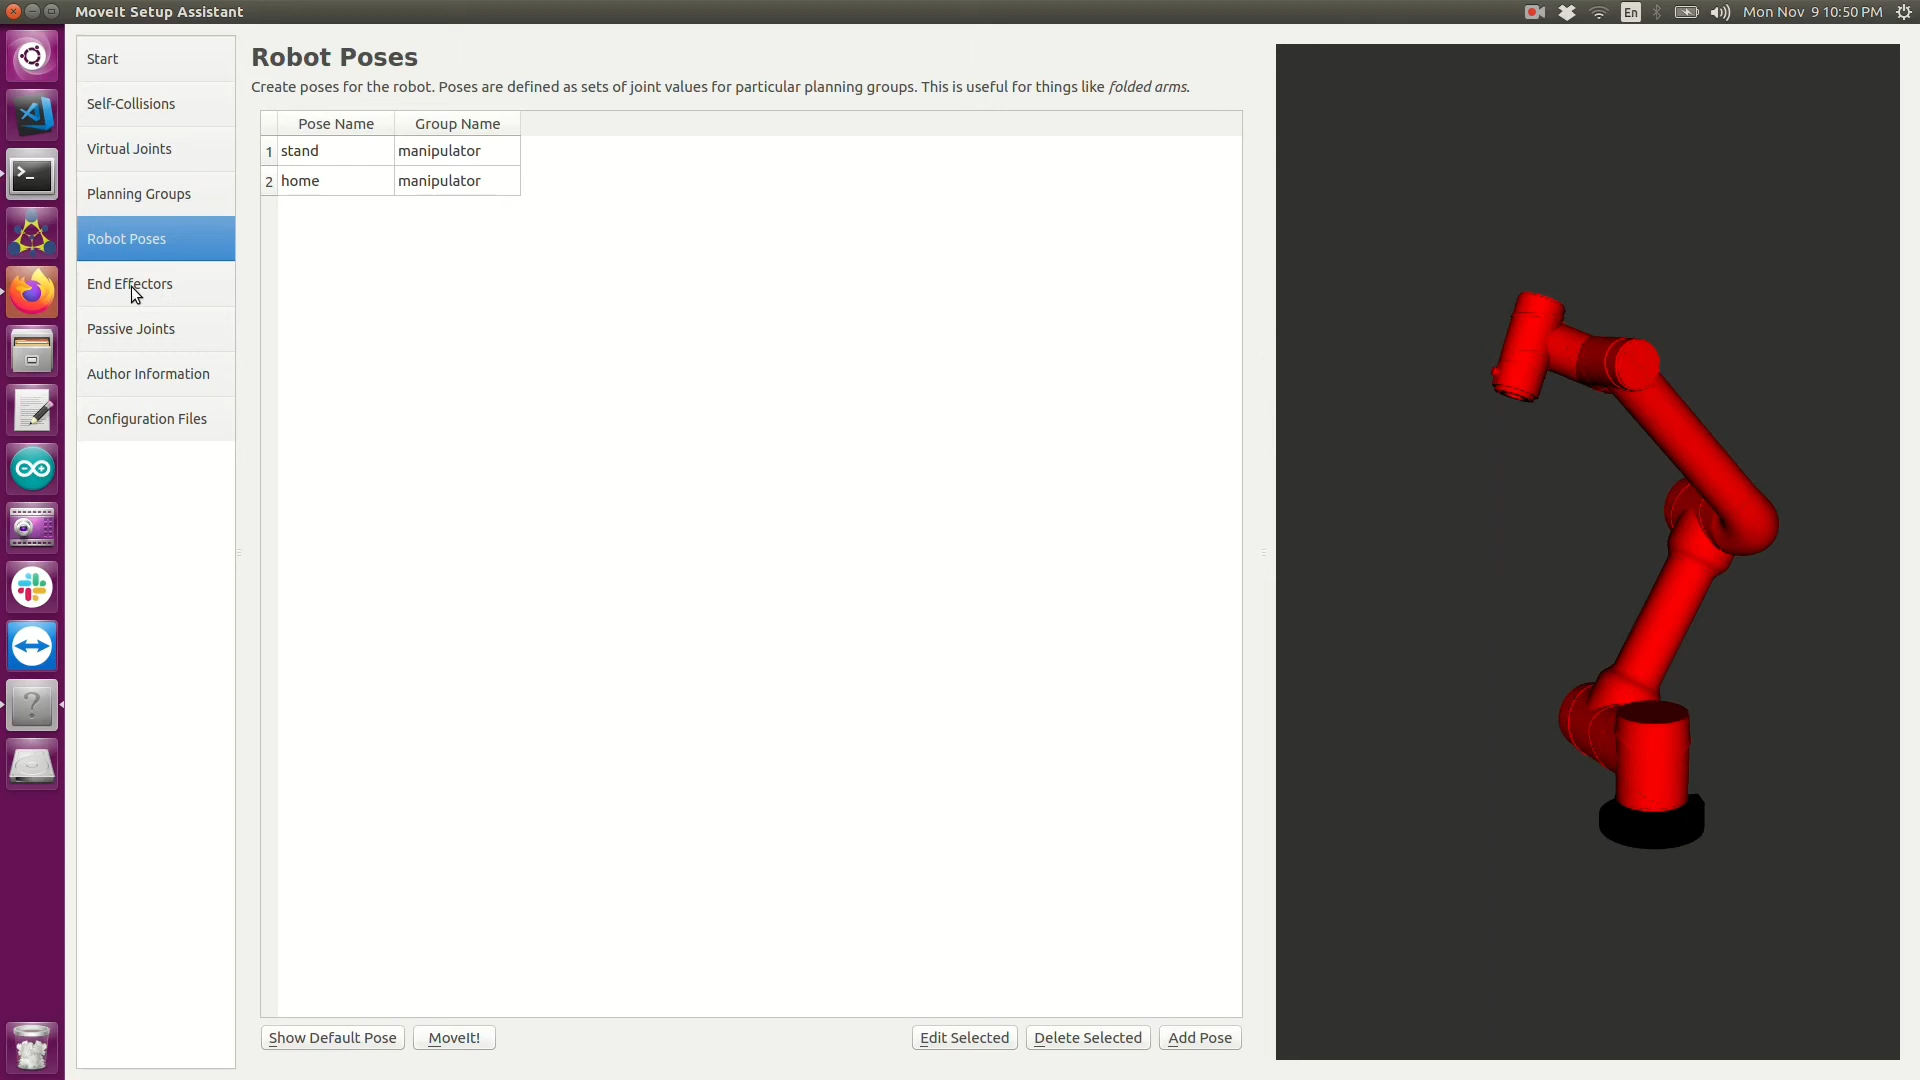 MoveIt Setup Assistant
En
Mon Nov 9 10:50 PM
Start
Self-Collisions
Virtual Joints
Planning Groups
Robot Poses
End Effectors
Passive Joints
Author Information
Configuration Files
Robot Poses
Create poses for the robot. Poses are defined as sets of joint values for particular planning groups. This is useful for things like folded arms.
Pose Name Group Name
1 stand manipulator
2 home manipulator
Show Default Pose
MoveIt!
Edit Selected
Delete Selected
Add Pose